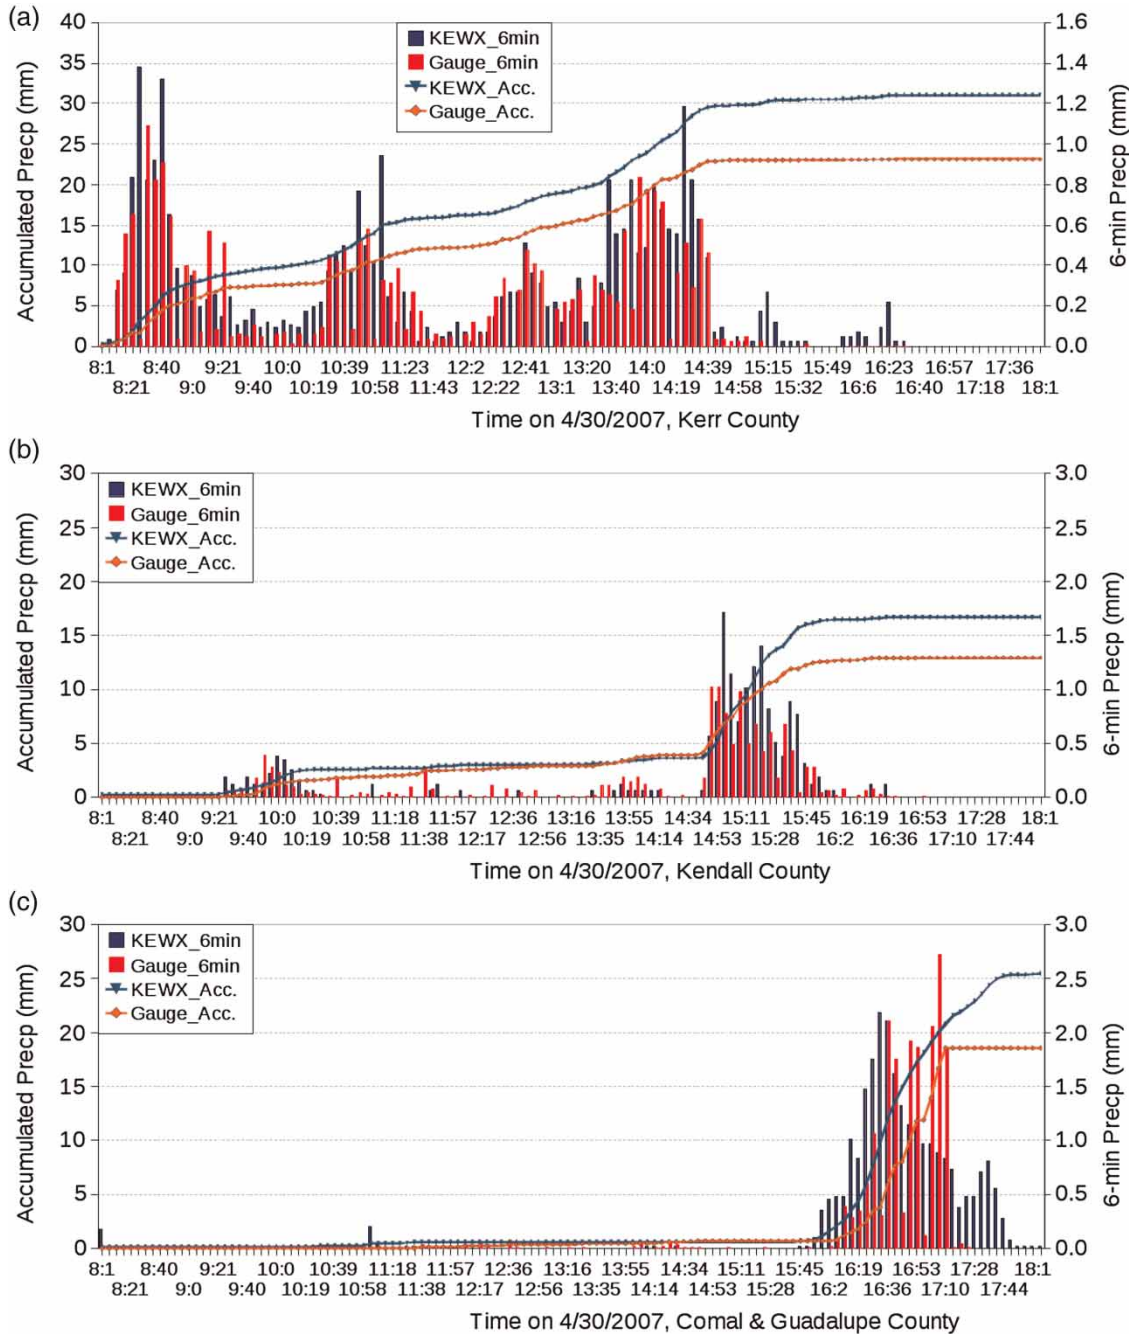 (a)
40
35
30
25
20
15
10
5
0
Accumulated Precp (mm)
KEWX_6min
Gauge_6min
KEWX_Acc.
Gauge_Acc.
1.6
1.4
1.2
1.0
0.8
0.6
0.4
0.2
0.0
6-min Precp (mm)
8:1 8:40 9:21 10:0 10:39 11:23 12:2 12:41 13:20 14:0 14:39 15:15 15:49 16:23 16:57 17:36
8:21 9:0 9:40 10:19 10:58 11:43 12:22 13:1 13:40 14:19 14:58 15:32 16:6 16:40 17:18 18:1
Time on 4/30/2007, Kerr County
(b)
30
25
20
15
10
5
0
Accumulated Precp (mm)
KEWX_6min
Gauge_6min
KEWX_Acc.
Gauge_Acc.
3.0
2.5
2.0
1.5
1.0
0.5
0.0
6-min Precp (mm)
8:1 8:40 9:21 10:0 10:39 11:18 11:57 12:36 13:16 13:55 14:34 15:11 15:45 16:19 16:53 17:28 18:1
8:21 9:0 9:40 10:19 10:58 11:38 12:17 12:56 13:35 14:14 14:53 15:28 16:2 16:36 17:10 17:44
Time on 4/30/2007, Kendall County
(c)
30
25
20
15
10
5
0
Accumulated Precp (mm)
KEWX_6min
Gauge_6min
KEWX_Acc.
Gauge_Acc.
3.0
2.5
2.0
1.5
1.0
0.5
0.0
6-min Precp (mm)
8:1 8:40 9:21 10:0 10:39 11:18 11:57 12:36 13:16 13:55 14:34 15:11 15:45 16:19 16:53 17:28 18:1
8:21 9:0 9:40 10:19 10:58 11:38 12:17 12:56 13:35 14:14 14:53 15:28 16:2 16:36 17:10 17:44
Time on 4/30/2007, Comal & Guadalupe County